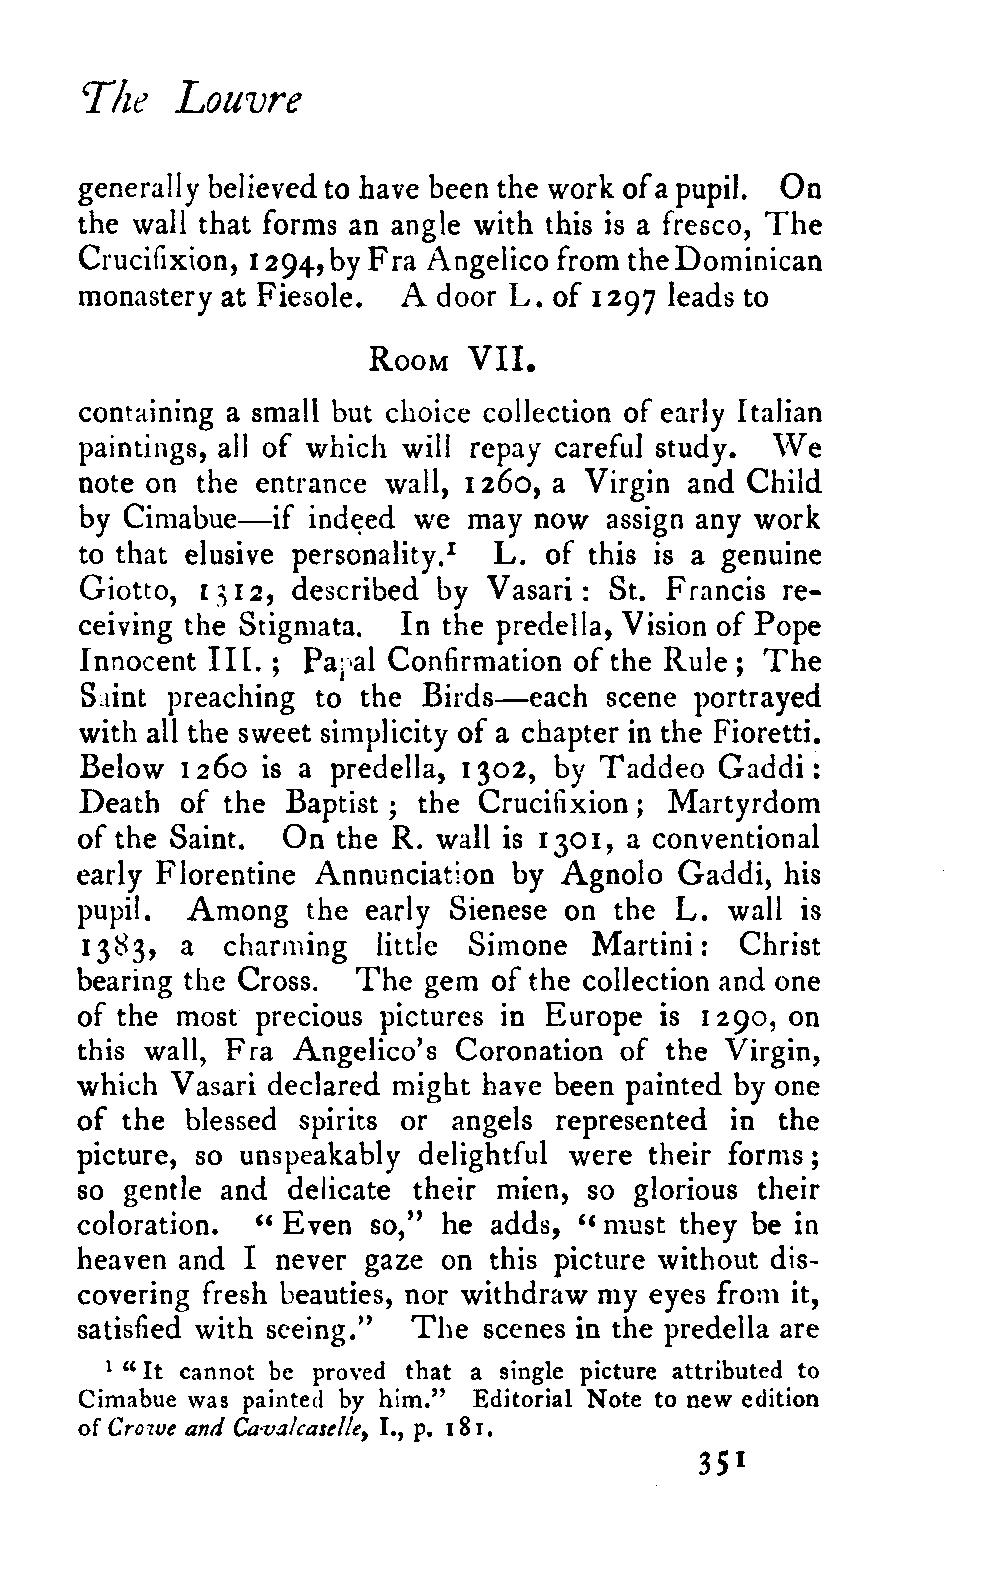 The Louvre
generally believed to have been the work of a pupil. On
the wall that forms an angle with this is a fresco, The
Crucifixion, 1294, by Fra Angelico from the Dominican
monastery at Fiesole. A door L. of 1297 leads to
Room VII.
containing a small but choice collection of early Italian
paintings, all of which will repay careful study. We
note on the entrance wall, 1260, a Virgin and Child
by Cimabue—if indeed we may now assign any work
to that elusive personality.¹ L. of this is a genuine
Giotto, 1312, described by Vasari: St. Francis re-
ceiving the Stigmata. In the predella, Vision of Pope
Innocent III.; Papal Confirmation of the Rule; The
Saint preaching to the Birds—each scene portrayed
with all the sweet simplicity of a chapter in the Fioretti.
Below 1260 is a predella, 1302, by Taddeo Gaddi:
Death of the Baptist; the Crucifixion; Martyrdom
of the Saint. On the R. wall is 1301, a conventional
early Florentine Annunciation by Agnolo Gaddi, his
pupil. Among the early Sienese on the L. wall is
1383, a charming little Simone Martini: Christ
bearing the Cross. The gem of the collection and one
of the most precious pictures in Europe is 1290, on
this wall, Fra Angelico's Coronation of the Virgin,
which Vasari declared might have been painted by one
of the blessed spirits or angels represented in the
picture, so unspeakably delightful were their forms;
so gentle and delicate their mien, so glorious their
coloration. "Even so," he adds, "must they be in
heaven and I never gaze on this picture without dis-
covering fresh beauties, nor withdraw my eyes from it,
satisfied with seeing." The scenes in the predella are
¹ "It cannot be proved that a single picture attributed to
Cimabue was painted by him." Editorial Note to new edition
of Crowe and Cavalcaselle, I., p. 181.
351